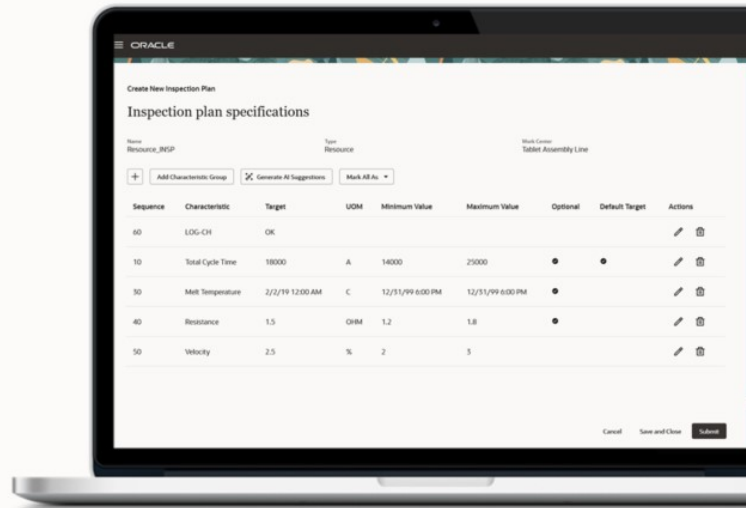 ORACLE
Create New Inspection Plan
Inspection plan specifications
Name Type Work Center
Resource_INSP Resource Tablet Assembly Line
+ Add Characteristic Group Generate AI Suggestions Mark All As
Sequence Characteristic Target UOM Minimum Value Maximum Value Optional Default Target Actions
60 LOG-CH OK
10 Total Cycle Time 18000 A 14000 25000
30 Melt Temperature 2/2/19 12:00 AM C 12/31/99 6:00 PM 12/31/99 6:00 PM
40 Resistance 1.5 OHM 1.2 1.8
50 Velocity 2.5 % 2 3
Cancel Save and Close Submit